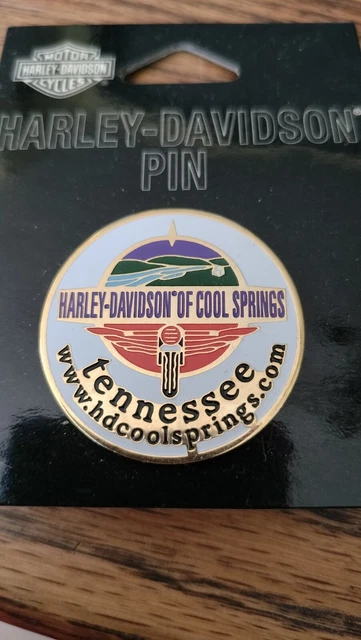 MOTOR
HARLEY-DAVIDSON
CYCLES
HARLEY-DAVIDSON®
PIN
HARLEY-DAVIDSON® OF COOL SPRINGS
tennessee
www.hdcoolsprings.com